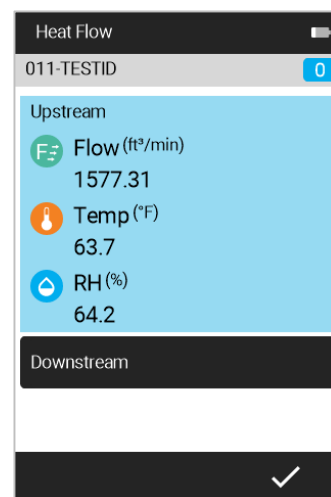 Heat Flow
011-TESTID 0
Upstream
Flow (ft³/min)
1577.31
Temp (°F)
63.7
RH (%)
64.2
Downstream